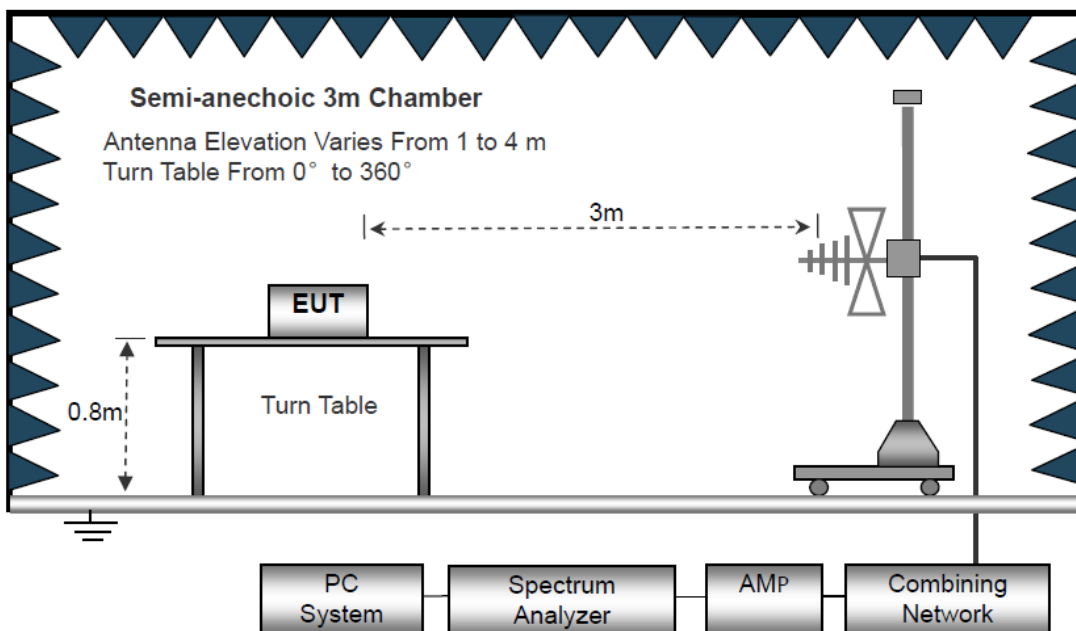 Semi-anechoic 3m Chamber
Antenna Elevation Varies From 1 to 4 m
Turn Table From 0° to 360°
3m
EUT
0.8m
Turn Table
PC
System
Spectrum
Analyzer
AMP
Combining
Network